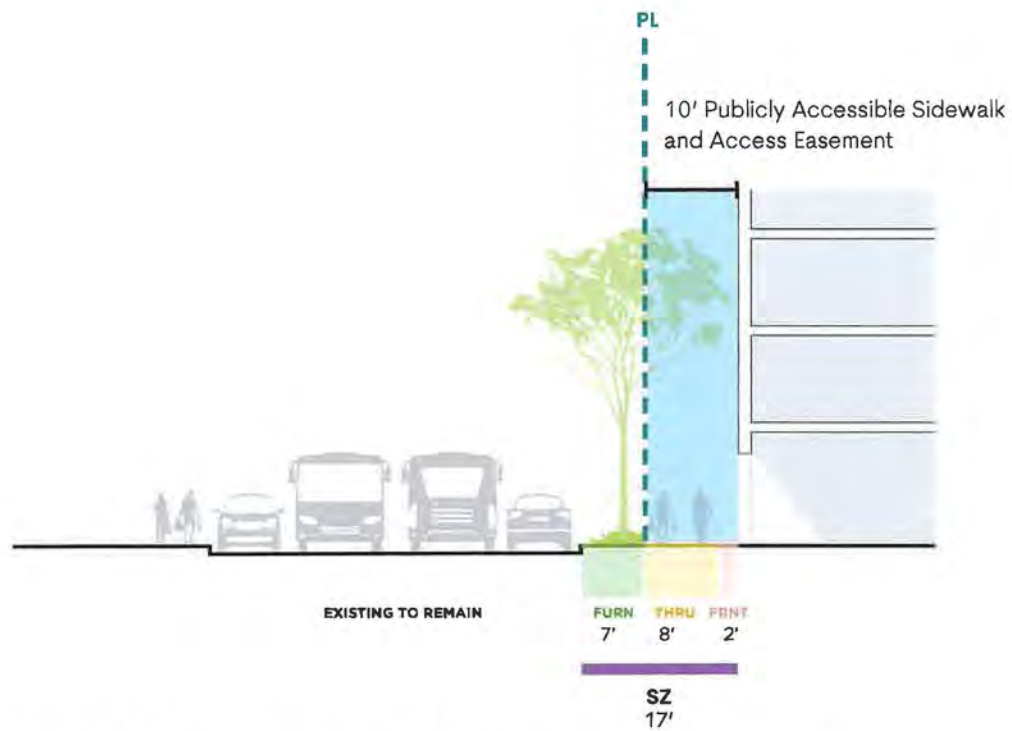 PL
10' Publicly Accessible Sidewalk
and Access Easement
EXISTING TO REMAIN
FURN THRU FRNT
7' 8' 2'
SZ
17'